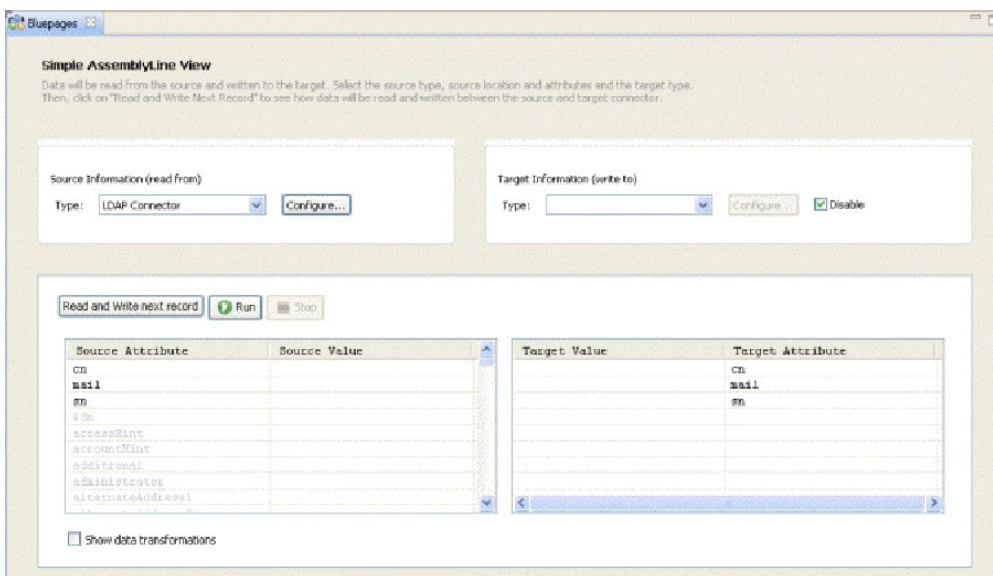 Bluepages
Simple AssemblyLine View
Data will be read from the source and written to the target. Select the source type, source location and attributes and the target type.
Then, click on "Read and Write Next Record" to see how data will be read and written between the source and target connector.
Source Information (read from)
Type: LDAP Connector Configure...
Target Information (write to)
Type: Configure... Disable
Read and Write next record Run Stop
Source Attribute Source Value
cn
mail
sn
$dn
accessHint
accountHint
additional
administrator
alternateAddress1
Target Value Target Attribute
cn
mail
sn
Show data transformations